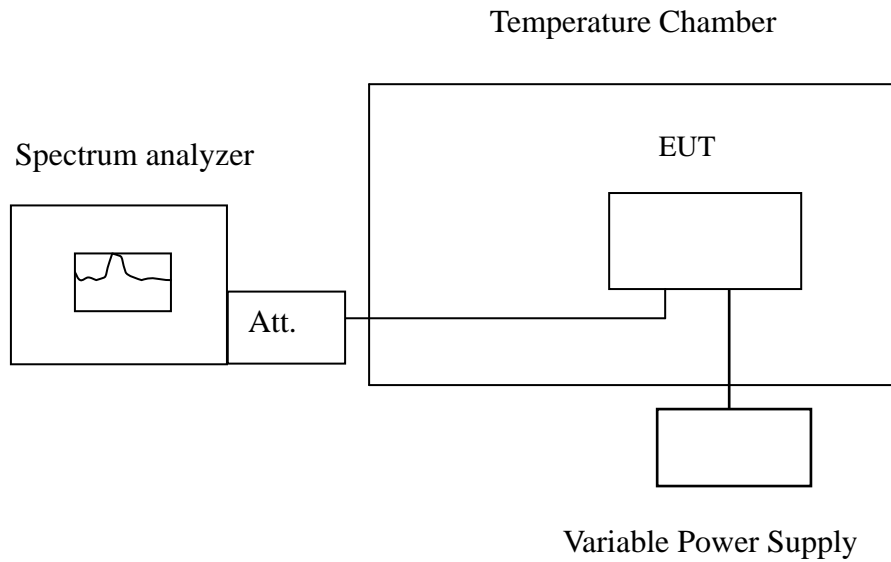 Temperature Chamber
Spectrum analyzer
EUT
Att.
Variable Power Supply